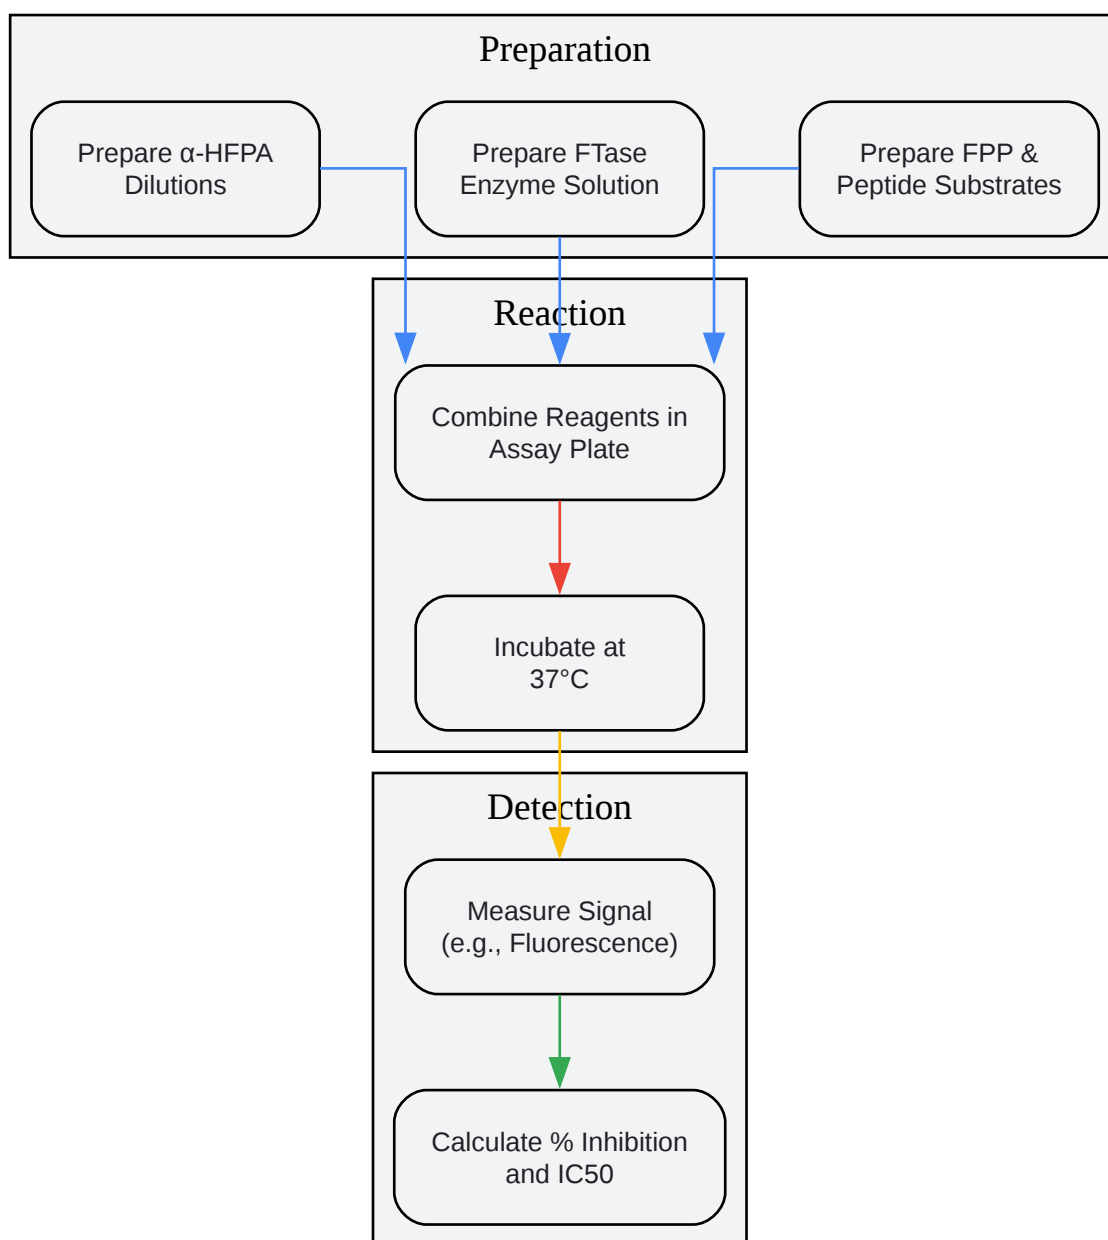 Preparation
Prepare α-HFPA
Dilutions
Prepare FTase
Enzyme Solution
Prepare FPP &
Peptide Substrates
Reaction
Combine Reagents in
Assay Plate
Incubate at
37°C
Detection
Measure Signal
(e.g., Fluorescence)
Calculate % Inhibition
and IC50